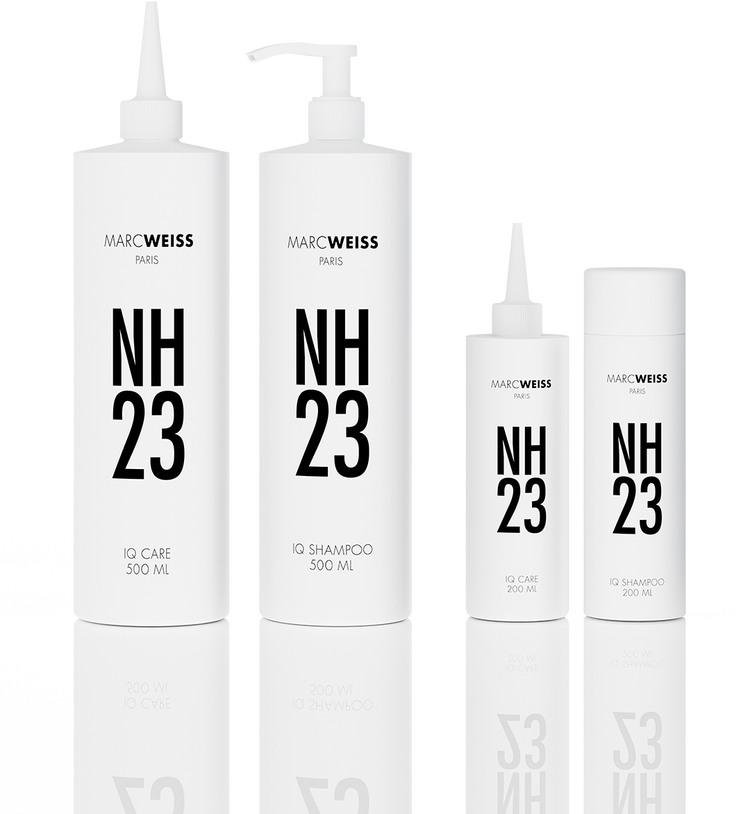 MARCWEISS
PARIS
NH
23
IQ CARE
500 ML
MARCWEISS
PARIS
NH
23
IQ SHAMPOO
500 ML
MARCWEISS
PARIS
NH
23
IQ CARE
200 ML
MARCWEISS
PARIS
NH
23
IQ SHAMPOO
200 ML